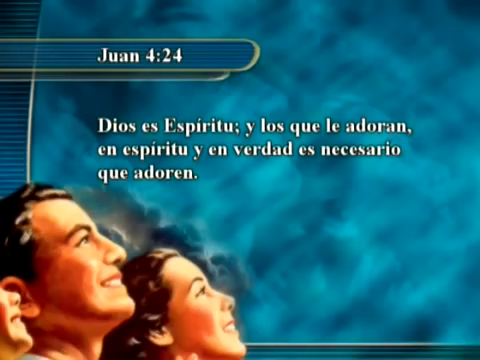 Juan 4:24
Dios es Espíritu; y los que le adoran,
en espíritu y en verdad es necesario
que adoren.